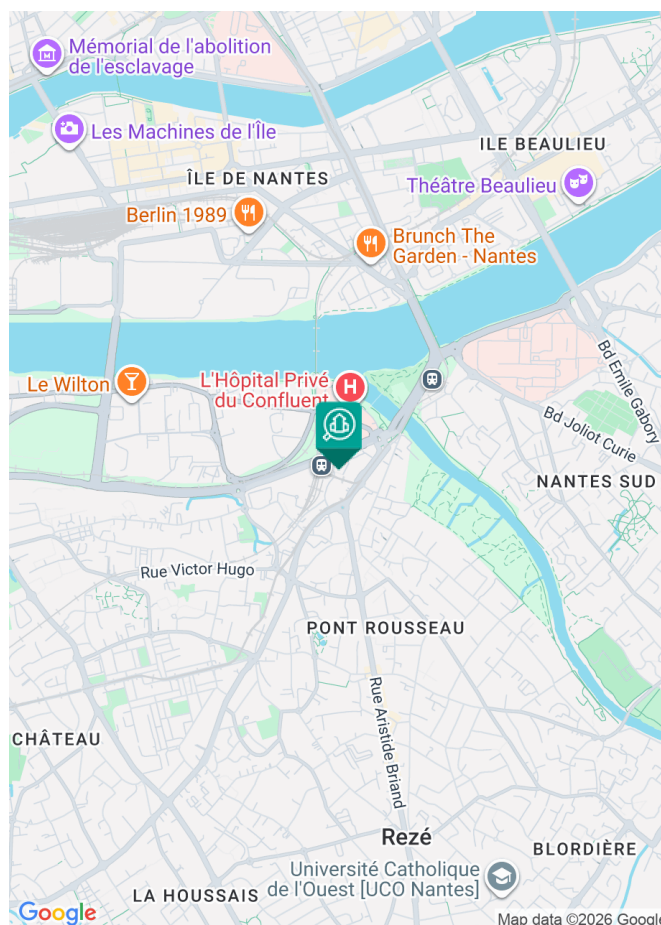 Mémorial de l'abolition
de l'esclavage
Les Machines de l'Île
ILE BEAULIEU
ÎLE DE NANTES
Théâtre Beaulieu
Berlin 1989
Brunch The
Garden - Nantes
Le Wilton
L'Hôpital Privé
du Confluent
H
Bd Emile Gabory
Bd Joliot Curie
NANTES SUD
Rue Victor Hugo
PONT ROUSSEAU
Rue Aristide Briand
CHÂTEAU
Rezé
BLORDIÈRE
Université Catholique
de l'Ouest [UCO Nantes]
LA HOUSSAIS
Google
Map data ©2026 Google